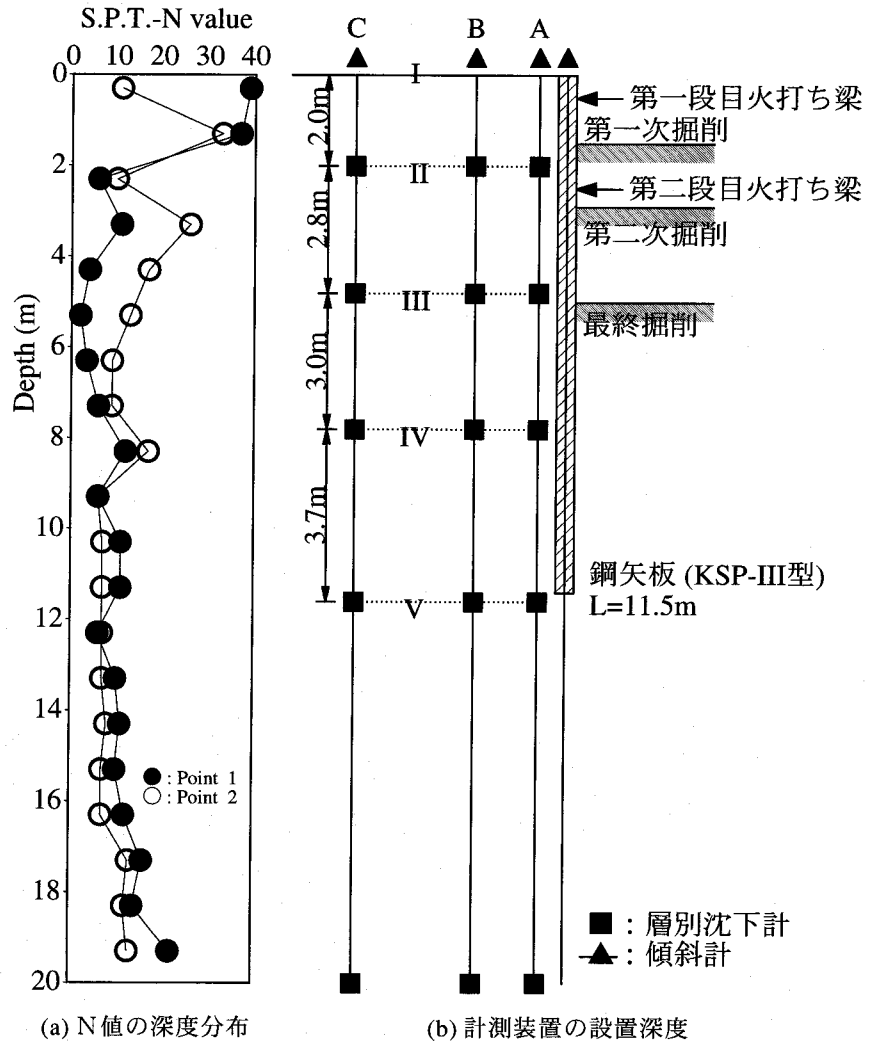 S.P.T.-N value
0 10 20 30 40
0
2
4
6
8
10
12
14
16
18
20
Depth (m)
●: Point 1
○: Point 2
(a) N値の深度分布
C
B
A
I
II
III
IV
V
2.0m
2.8m
3.0m
3.7m
第一段目火打ち梁
第一次掘削
第二段目火打ち梁
第二次掘削
最終掘削
鋼矢板 (KSP-III型)
L=11.5m
■: 層別沈下計
▲: 傾斜計
(b) 計測装置の設置深度